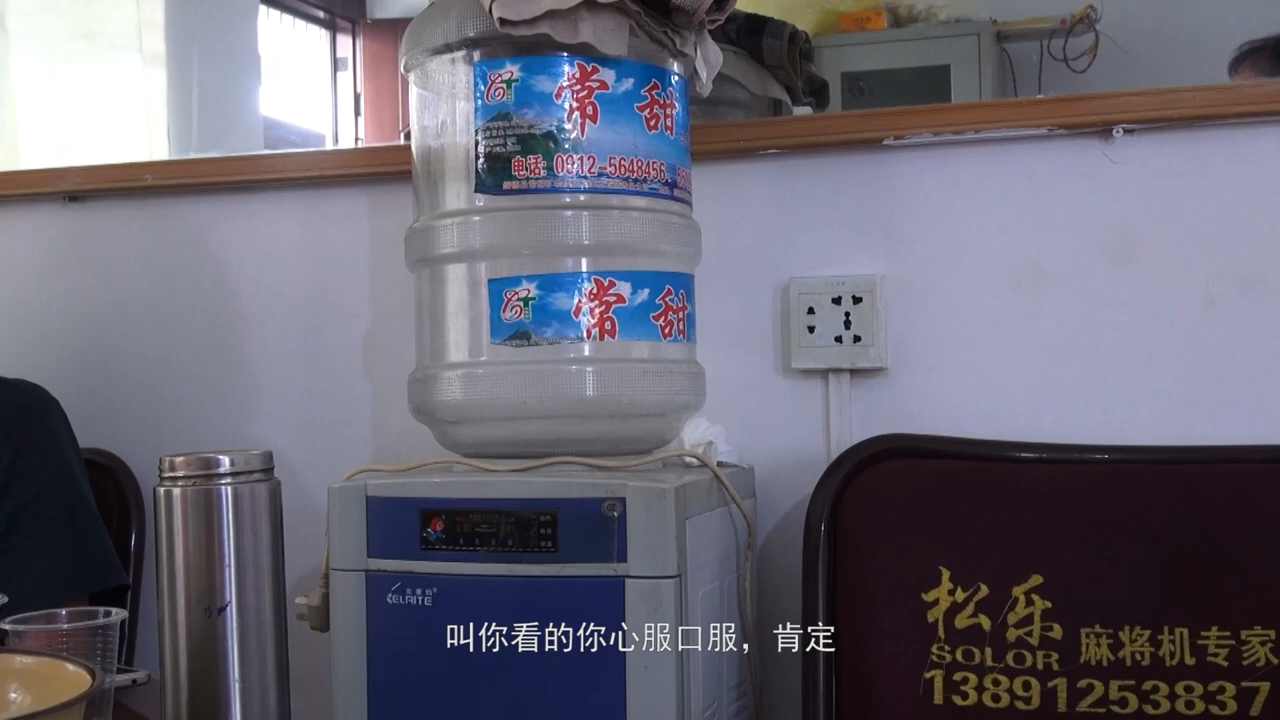 常甜
电话: 0912-5648456、
常甜
KELAITE
松乐
SOLOR 麻将机专家
13891253837
叫你看的你心服口服，肯定